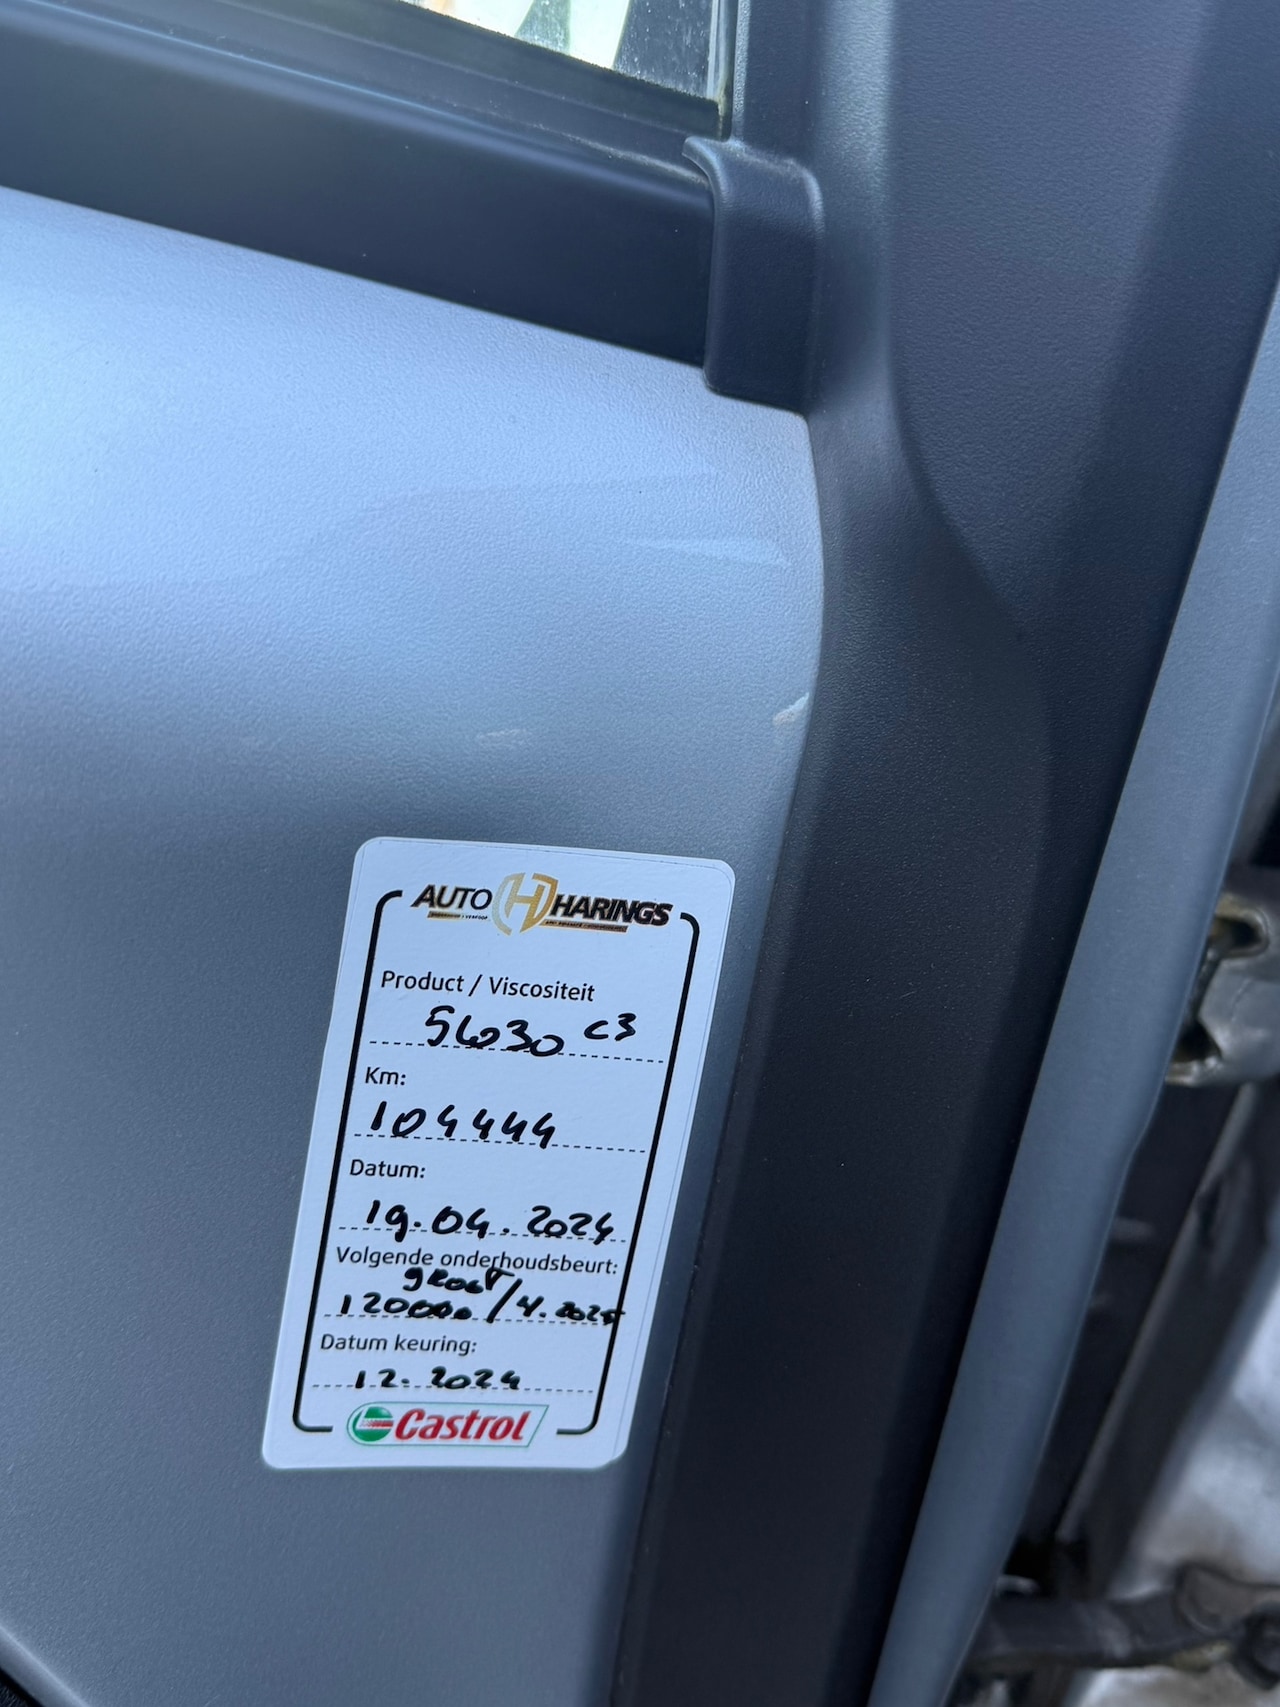 AUTO H HARINGS
Product / Viscositeit
5W30 C3
Km:
104444
Datum:
19.04.2024
Volgende onderhoudsbeurt:
groot
120000 / 4.2025
Datum keuring:
12.2024
Castrol